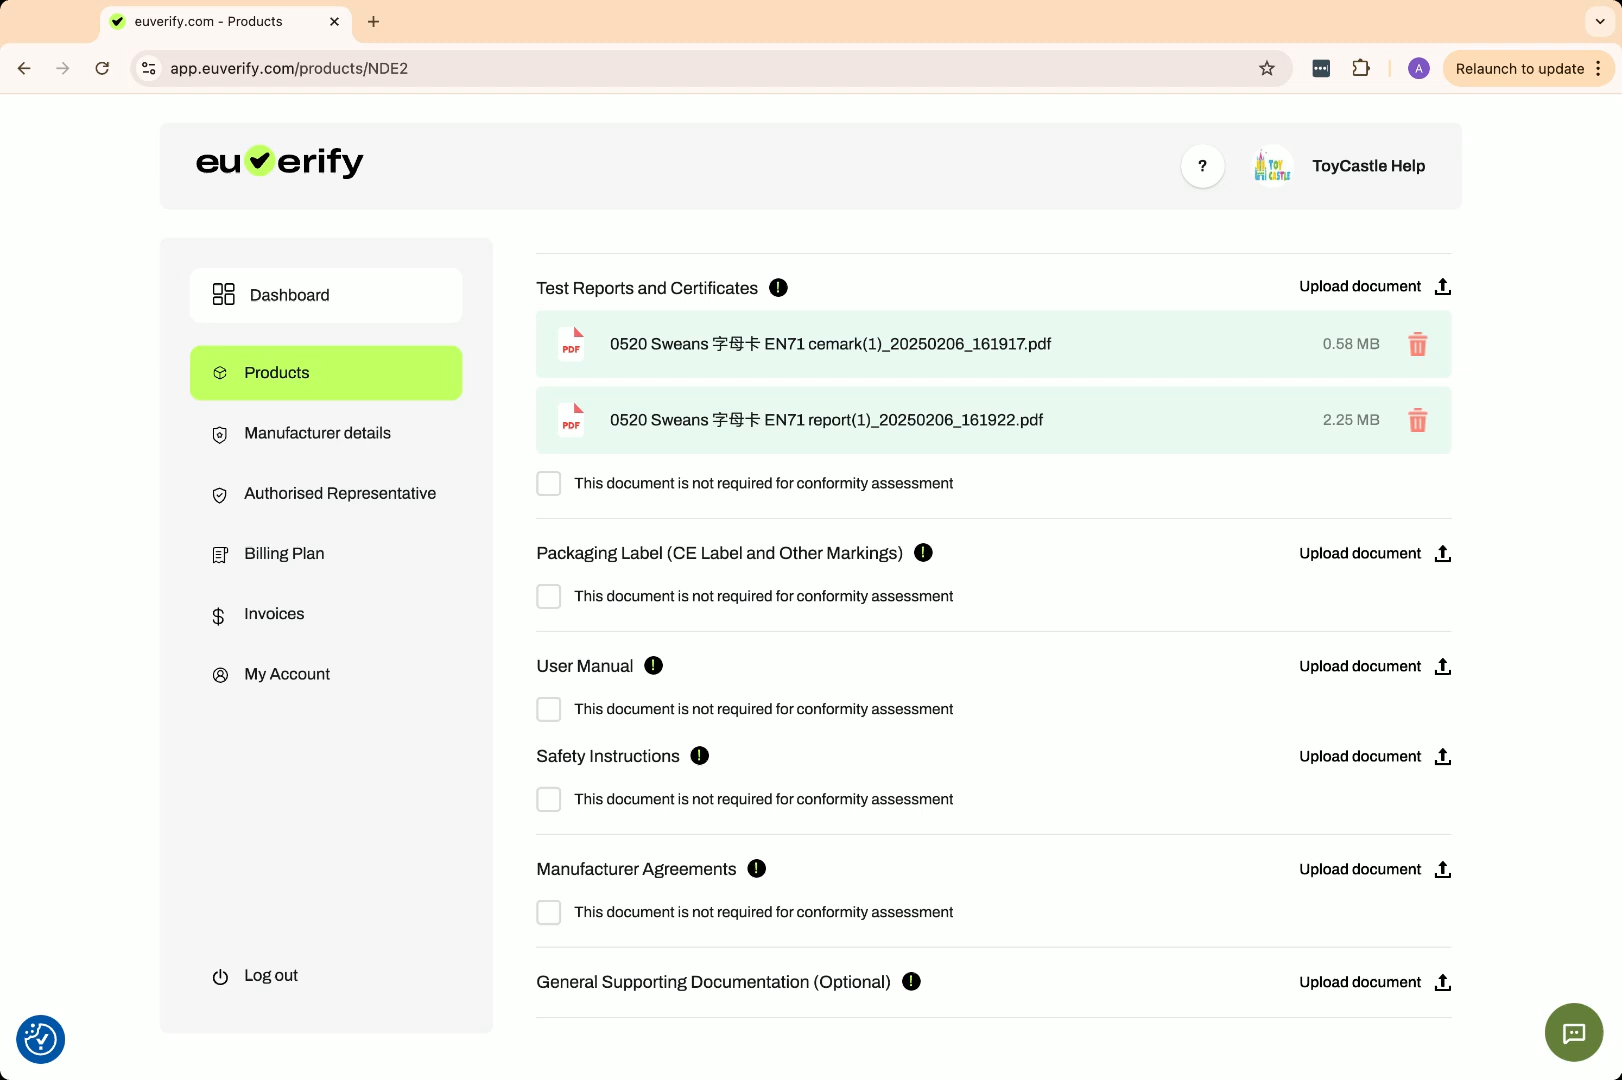 euverify.com - Products
app.euverify.com/products/NDE2
A
Relaunch to update
euverify
?
TOY CASTLE
ToyCastle Help
Dashboard
Products
Manufacturer details
Authorised Representative
Billing Plan
Invoices
My Account
Log out
Test Reports and Certificates !
Upload document
PDF 0520 Sweans 字母卡 EN71 cemark(1)_20250206_161917.pdf 0.58 MB
PDF 0520 Sweans 字母卡 EN71 report(1)_20250206_161922.pdf 2.25 MB
This document is not required for conformity assessment
Packaging Label (CE Label and Other Markings) !
Upload document
This document is not required for conformity assessment
User Manual !
Upload document
This document is not required for conformity assessment
Safety Instructions !
Upload document
This document is not required for conformity assessment
Manufacturer Agreements !
Upload document
This document is not required for conformity assessment
General Supporting Documentation (Optional) !
Upload document